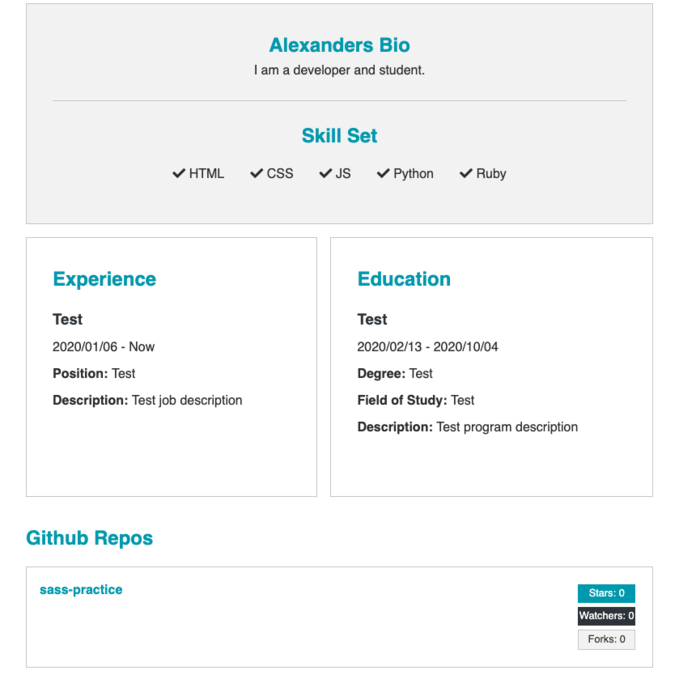 Alexanders Bio
I am a developer and student.
Skill Set
HTML CSS JS Python Ruby
Experience
Test
2020/01/06 - Now
Position: Test
Description: Test job description
Education
Test
2020/02/13 - 2020/10/04
Degree: Test
Field of Study: Test
Description: Test program description
Github Repos
sass-practice
Stars: 0
Watchers: 0
Forks: 0